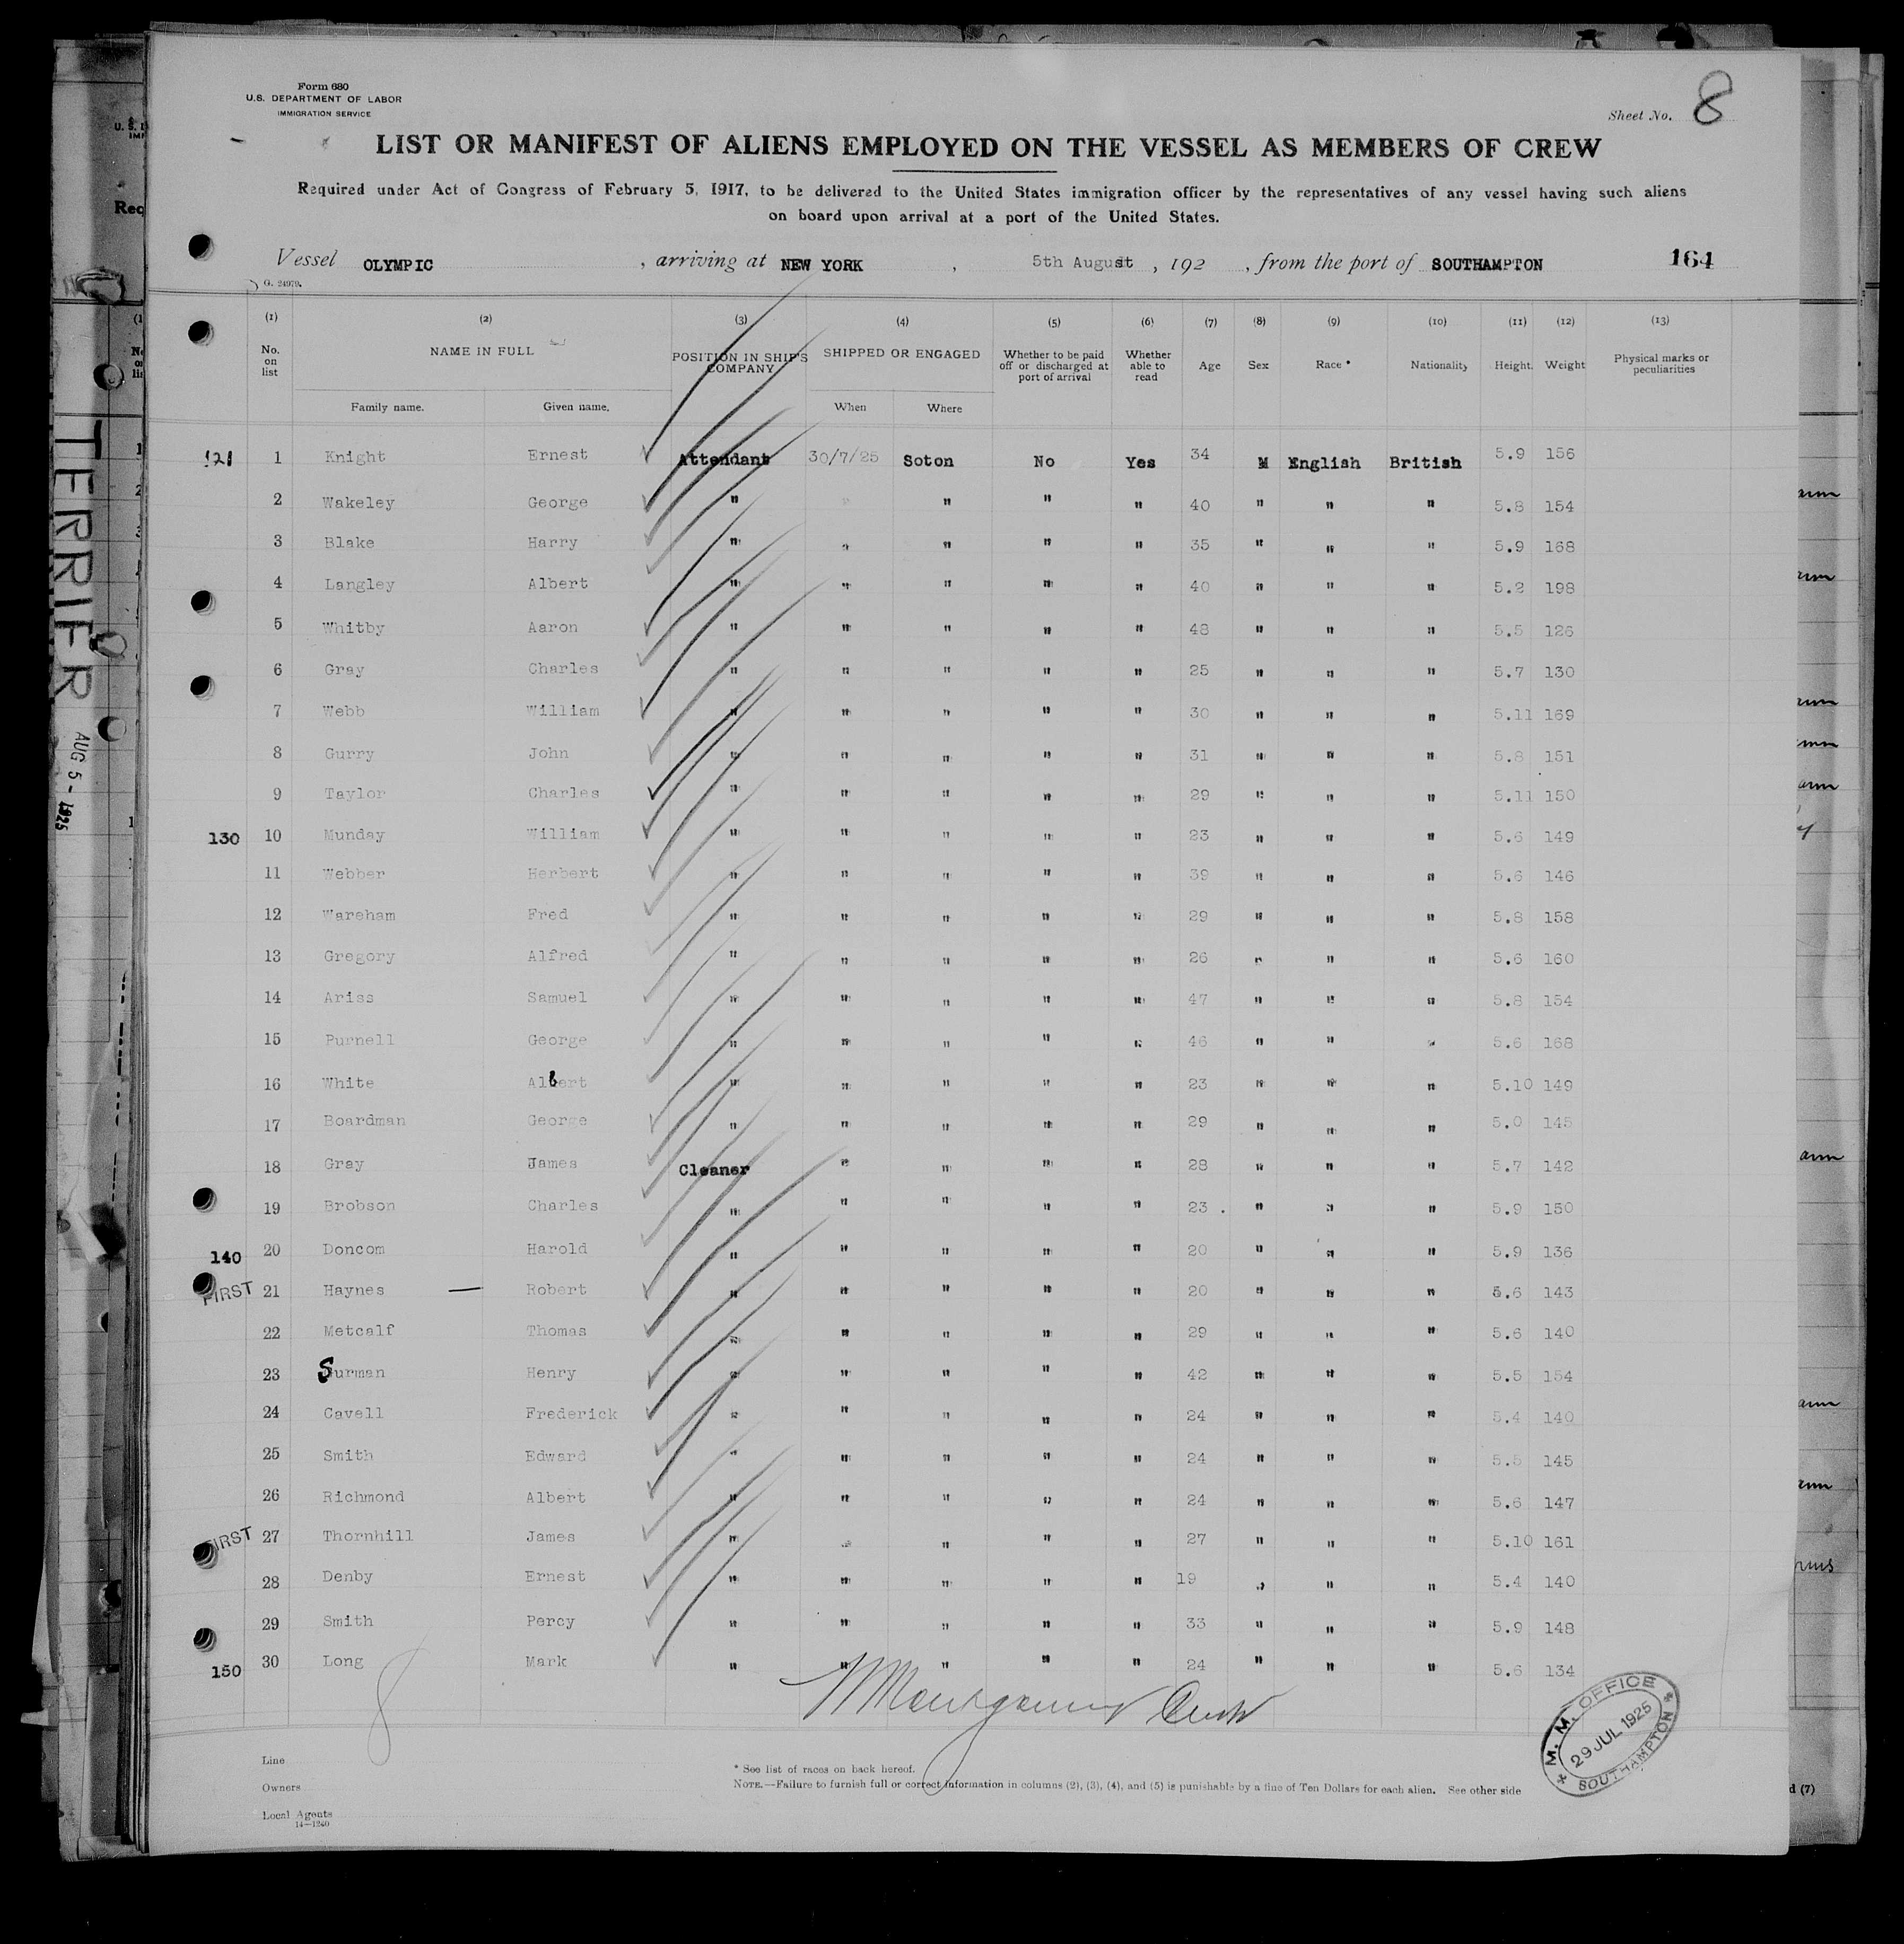 Form 680
U.S. DEPARTMENT OF LABOR
IMMIGRATION SERVICE
Sheet No. 8
LIST OR MANIFEST OF ALIENS EMPLOYED ON THE VESSEL AS MEMBERS OF CREW
Required under Act of Congress of February 5, 1917, to be delivered to the United States immigration officer by the representatives of any vessel having such aliens
on board upon arrival at a port of the United States.
Vessel OLYMPIC, arriving at NEW YORK, 5th August, 192 , from the port of SOUTHAMPTON 164
G. 24979.
(1) (2) (3) (4) (5) (6) (7) (8) (9) (10) (11) (12) (13)
No. on list NAME IN FULL POSITION IN SHIP'S COMPANY SHIPPED OR ENGAGED Whether to be paid off or discharged at port of arrival Whether able to read Age Sex Race * Nationality Height Weight Physical marks or peculiarities
Family name. Given name. When Where
121 1 Knight Ernest Attendant 30/7/25 Soton No Yes 34 M English British 5.9 156
2 Wakeley George " " " " 40 " " " 5.8 154
3 Blake Harry " " " " " 35 " " " 5.9 168
4 Langley Albert " " " " " 40 " " " 5.2 198
5 Whitby Aaron " " " " " 48 " " " 5.5 126
6 Gray Charles " " " " " 25 " " " 5.7 130
7 Webb William " " " " " 30 " " " 5.11 169
8 Gurry John " " " " " 31 " " " 5.8 151
9 Taylor Charles " " " " " 29 " " " 5.11 150
130 10 Munday William " " " " " 23 " " " 5.6 149
11 Webber Herbert " " " " " 39 " " " 5.6 146
12 Wareham Fred " " " " " 29 " " " 5.8 158
13 Gregory Alfred " " " " " 26 " " " 5.6 160
14 Ariss Samuel " " " " " 47 " " " 5.8 154
15 Purnell George " " " " " 46 " " " 5.6 168
16 White Albert " " " " " 23 " " " 5.10 149
17 Boardman George " " " " " 29 " " " 5.0 145
18 Gray James Cleaner " " " " 28 " " " 5.7 142
19 Brobson Charles " " " " " 23 . " " " 5.9 150
140 20 Doncom Harold " " " " " 20 " " " 5.9 136
FIRST 21 Haynes — Robert " " " " " 20 " " " 5.6 143
22 Metcalf Thomas " " " " " 29 " " " 5.6 140
23 Surman Henry " " " " " 42 " " " 5.5 154
24 Cavell Frederick " " " " " 24 " " " 5.4 140
25 Smith Edward " " " " " 24 " " " 5.5 145
26 Richmond Albert " " " " " 24 " " " 5.6 147
FIRST 27 Thornhill James " " " " " 27 " " " 5.10 161
28 Denby Ernest " " " " " 19 " " " 5.4 140
29 Smith Percy " " " " " 33 " " " 5.9 148
150 30 Long Mark " " " " " 24 " " " 5.6 134
8
M. M. OFFICE
29 JUL 1925
SOUTHAMPTON
Line
Owners
Local Agents
14—1240
* See list of races on back hereof.
NOTE.—Failure to furnish full or correct information in columns (2), (3), (4), and (5) is punishable by a fine of Ten Dollars for each alien. See other side
TERRIFR
AUG 5 - 1925
d (7)